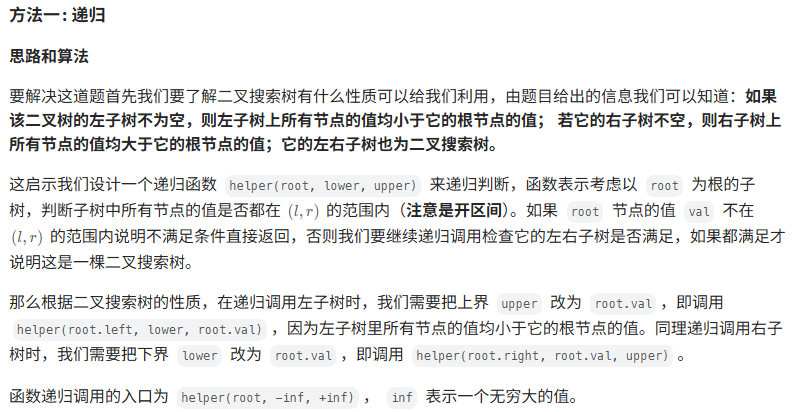 方法一：递归
思路和算法
要解决这道题首先我们要了解二叉搜索树有什么性质可以给我们利用，由题目给出的信息我们可以知道：如果
该二叉树的左子树不为空，则左子树上所有节点的值均小于它的根节点的值； 若它的右子树不空，则右子树上
所有节点的值均大于它的根节点的值；它的左右子树也为二叉搜索树。
这启示我们设计一个递归函数 helper(root, lower, upper) 来递归判断，函数表示考虑以 root 为根的子
树，判断子树中所有节点的值是否都在 (l,r) 的范围内（注意是开区间）。如果 root 节点的值 val 不在
(l,r) 的范围内说明不满足条件直接返回，否则我们要继续递归调用检查它的左右子树是否满足，如果都满足才
说明这是一棵二叉搜索树。
那么根据二叉搜索树的性质，在递归调用左子树时，我们需要把上界 upper 改为 root.val，即调用
helper(root.left, lower, root.val)，因为左子树里所有节点的值均小于它的根节点的值。同理递归调用右子
树时，我们需要把下界 lower 改为 root.val，即调用 helper(root.right, root.val, upper)。
函数递归调用的入口为 helper(root, -inf, +inf)， inf 表示一个无穷大的值。